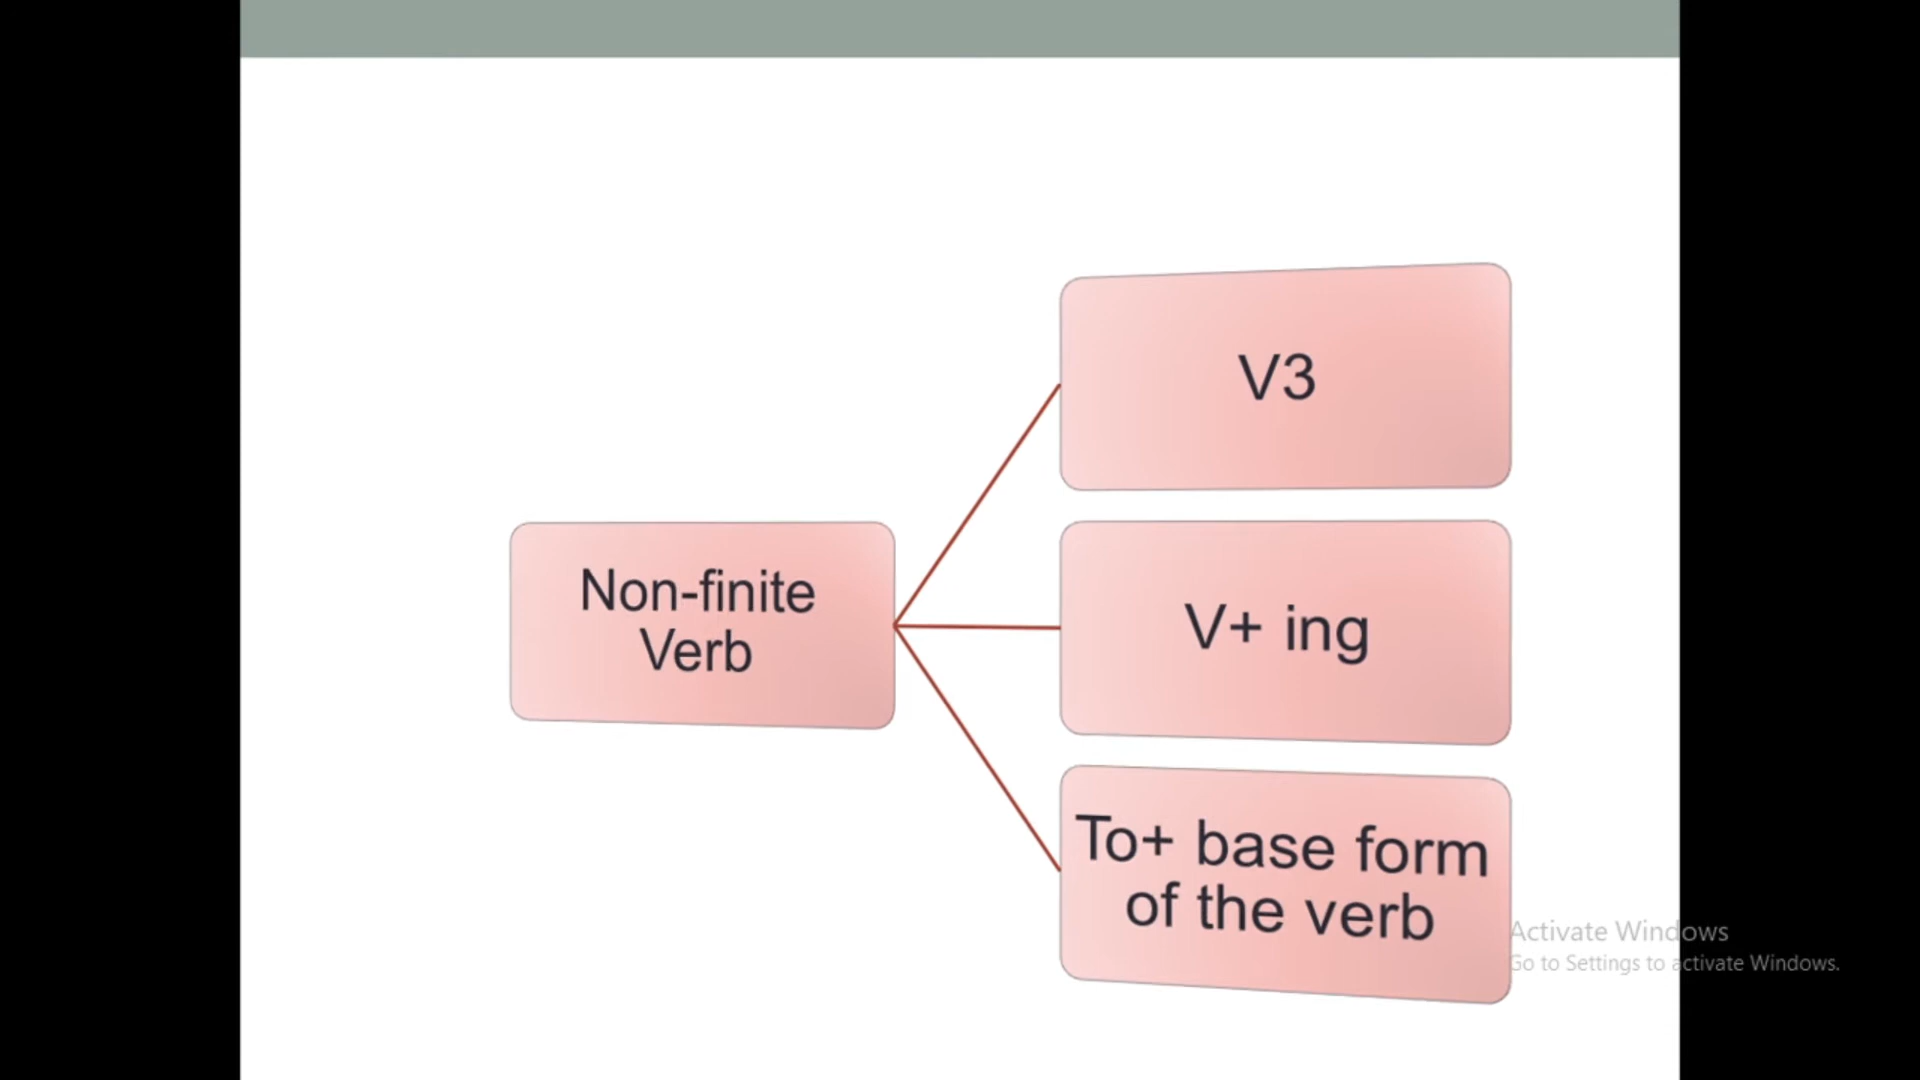 Non-finite
Verb
V3
V+ ing
To+ base form
of the verb
Activate Windows
Go to Settings to activate Windows.